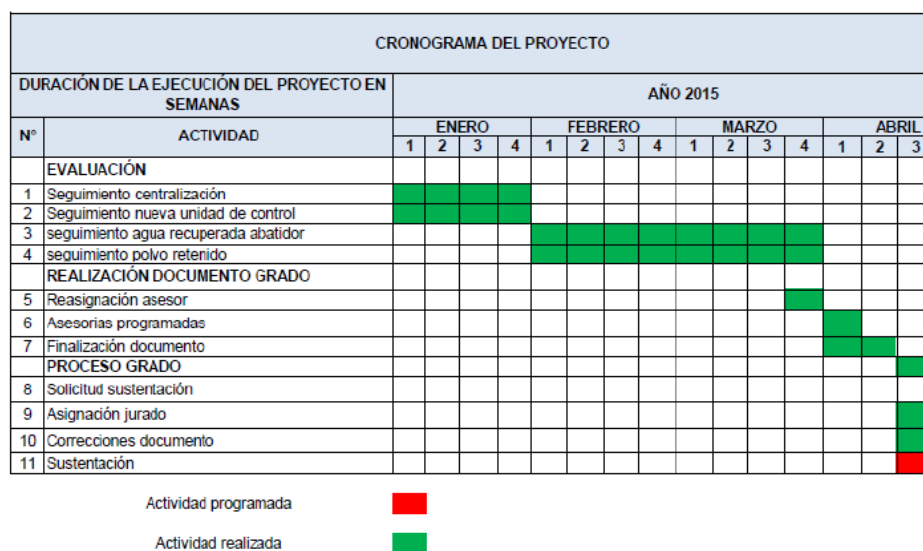 CRONOGRAMA DEL PROYECTO
DURACIÓN DE LA EJECUCIÓN DEL PROYECTO EN
SEMANAS
AÑO 2015
N° ACTIVIDAD ENERO FEBRERO MARZO ABRIL
1 2 3 4 1 2 3 4 1 2 3 4 1 2 3
EVALUACIÓN
1 Seguimiento centralización
2 Seguimiento nueva unidad de control
3 seguimiento agua recuperada abatidor
4 seguimiento polvo retenido
REALIZACIÓN DOCUMENTO GRADO
5 Reasignación asesor
6 Asesorias programadas
7 Finalización documento
PROCESO GRADO
8 Solicitud sustentación
9 Asignación jurado
10 Correcciones documento
11 Sustentación
Actividad programada
Actividad realizada